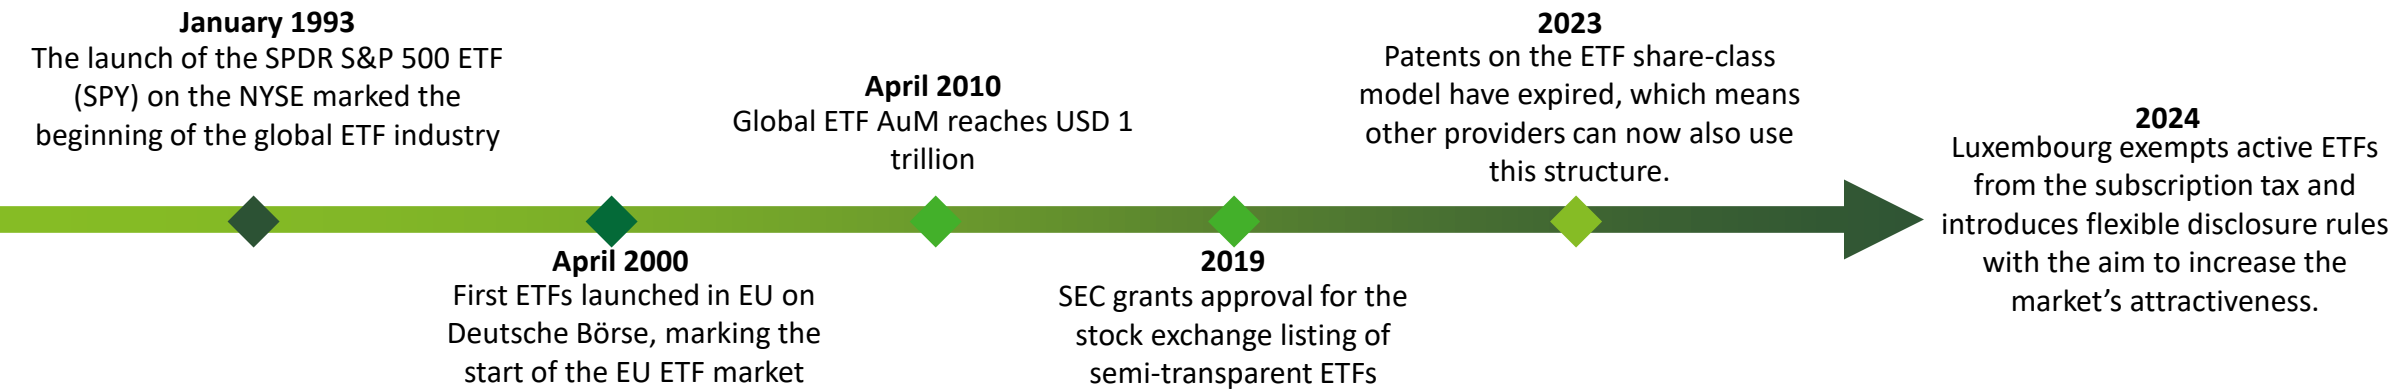 January 1993
The launch of the SPDR S&P 500 ETF
(SPY) on the NYSE marked the
beginning of the global ETF industry
April 2000
First ETFs launched in EU on
Deutsche Börse, marking the
start of the EU ETF market
April 2010
Global ETF AuM reaches USD 1
trillion
2019
SEC grants approval for the
stock exchange listing of
semi-transparent ETFs
2023
Patents on the ETF share-class
model have expired, which means
other providers can now also use
this structure.
2024
Luxembourg exempts active ETFs
from the subscription tax and
introduces flexible disclosure rules
with the aim to increase the
market’s attractiveness.